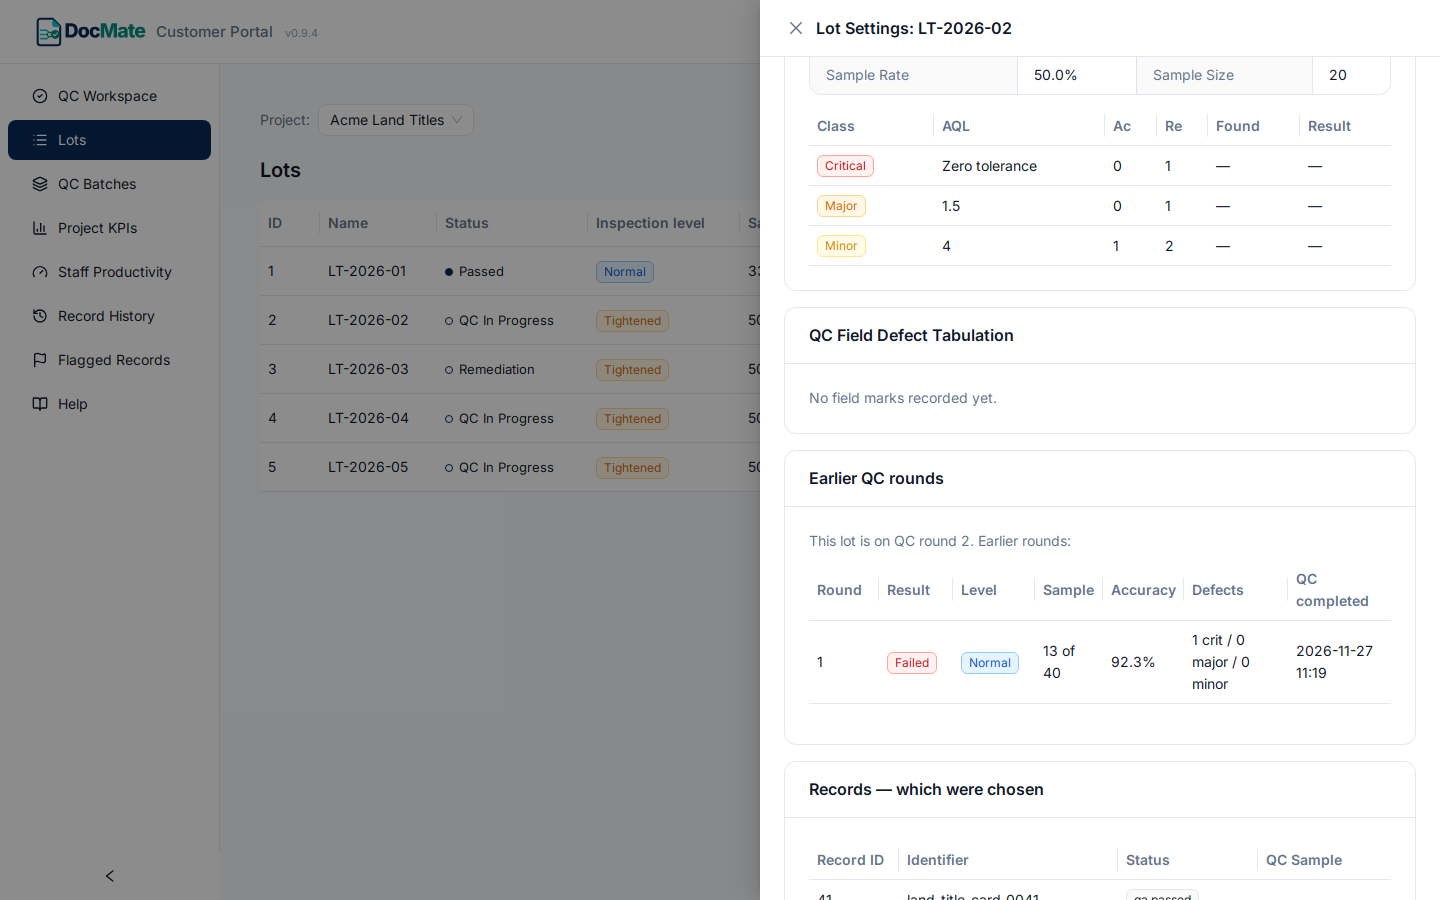 DocMate Customer Portal v0.9.4
QC Workspace
Lots
QC Batches
Project KPIs
Staff Productivity
Record History
Flagged Records
Help
Project: Acme Land Titles
Lots
ID Name Status Inspection level
1 LT-2026-01 Passed Normal
2 LT-2026-02 QC In Progress Tightened
3 LT-2026-03 Remediation Tightened
4 LT-2026-04 QC In Progress Tightened
5 LT-2026-05 QC In Progress Tightened
Lot Settings: LT-2026-02
Sample Rate 50.0% Sample Size 20
Class AQL Ac Re Found Result
Critical Zero tolerance 0 1 — —
Major 1.5 0 1 — —
Minor 4 1 2 — —
QC Field Defect Tabulation
No field marks recorded yet.
Earlier QC rounds
This lot is on QC round 2. Earlier rounds:
Round Result Level Sample Accuracy Defects QC completed
1 Failed Normal 13 of 40 92.3% 1 crit / 0 major / 0 minor 2026-11-27 11:19
Records — which were chosen
Record ID Identifier Status QC Sample
41 land-title-card-0041 qa passed